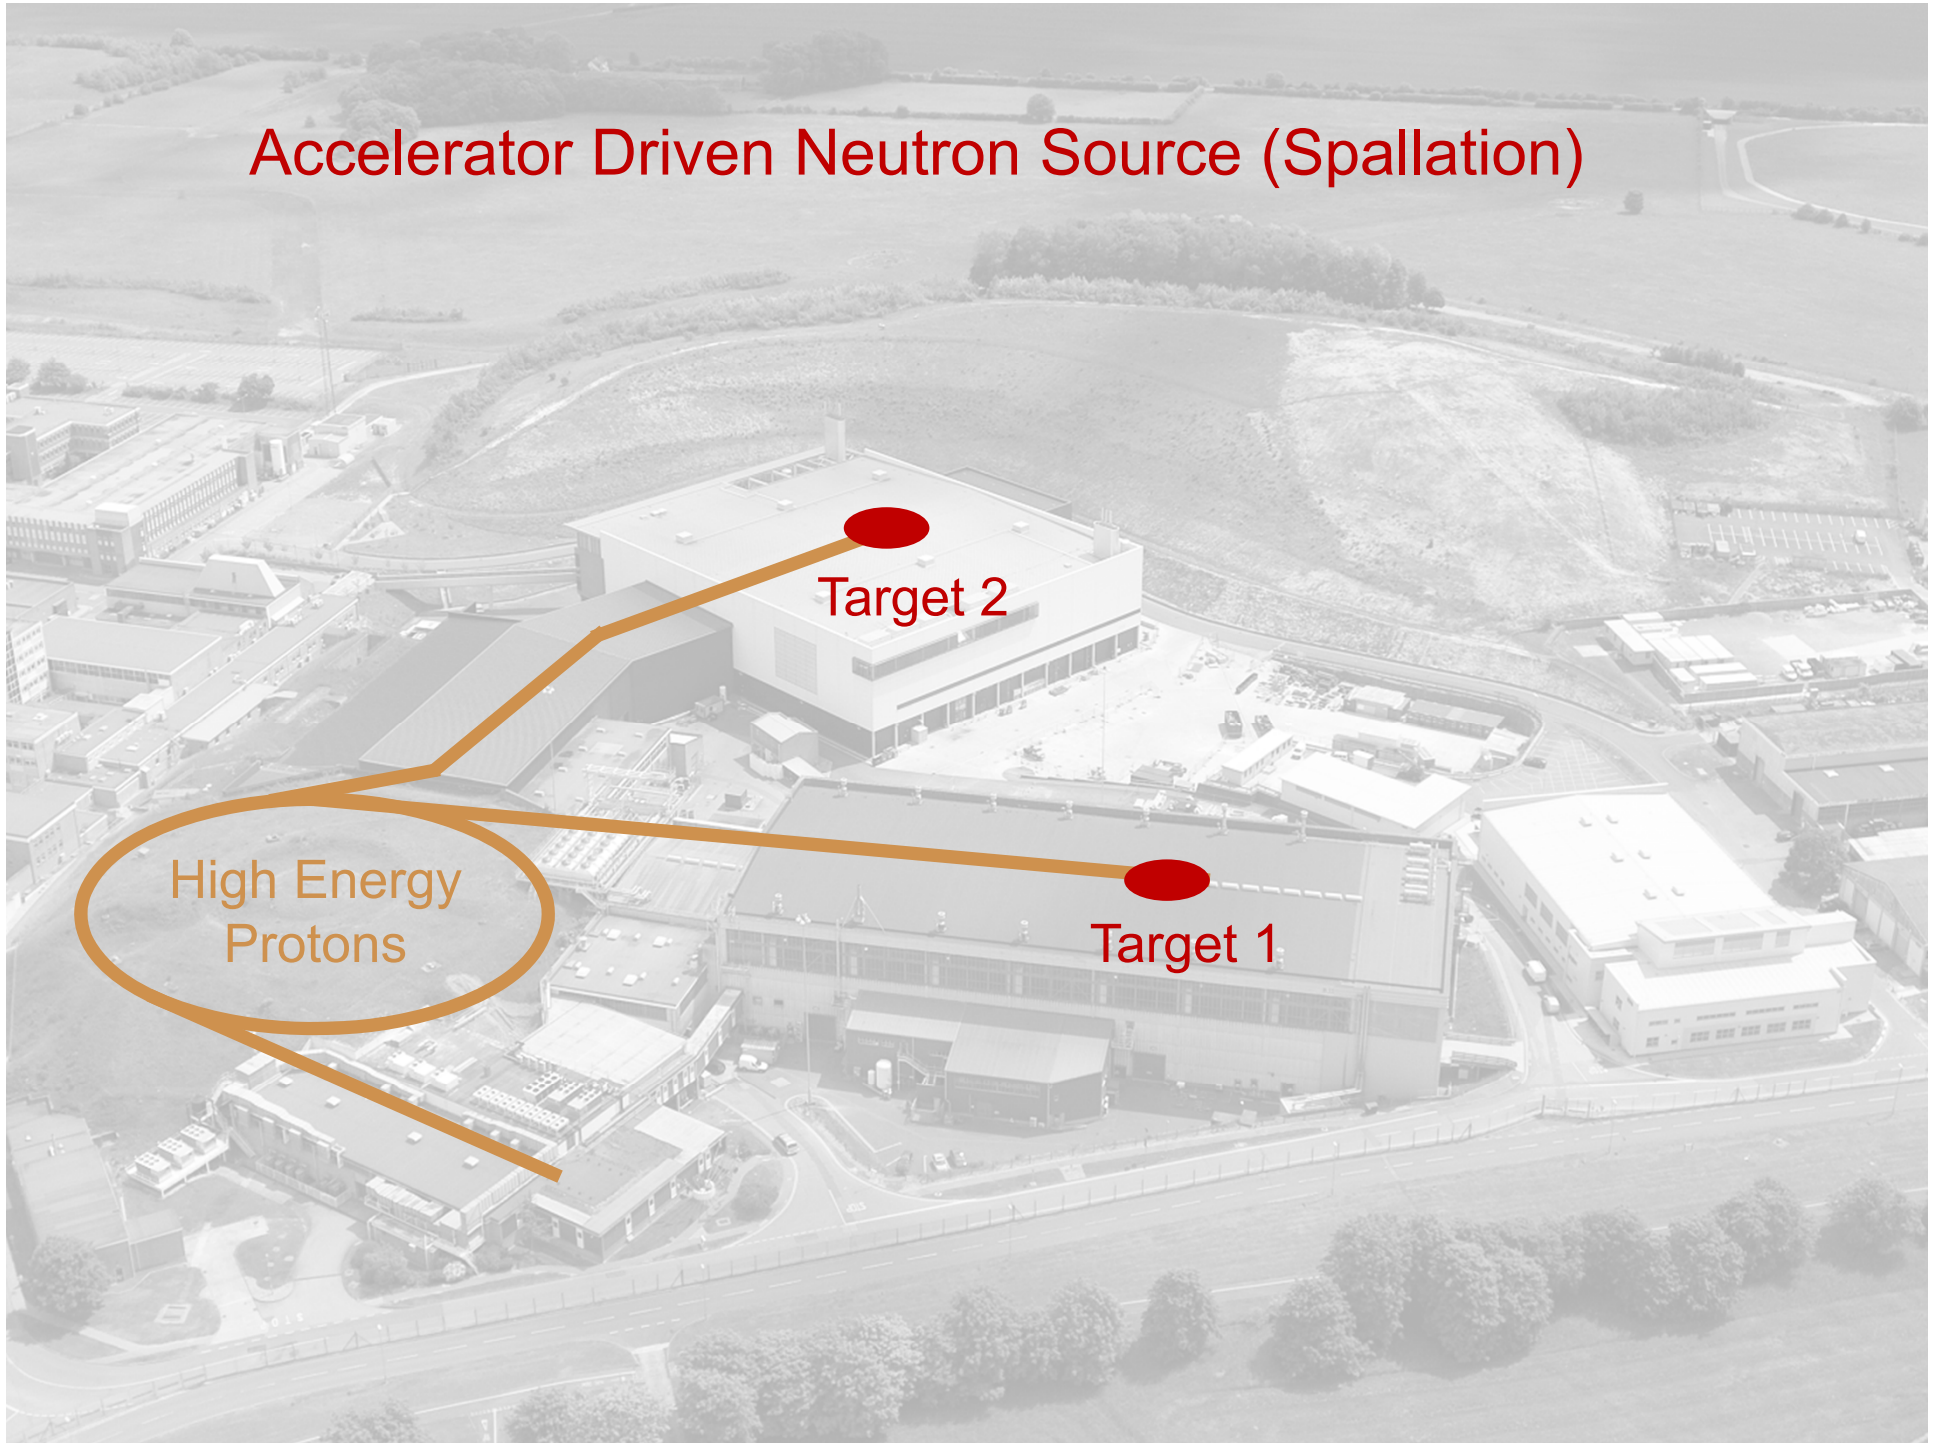 Accelerator Driven Neutron Source (Spallation)
Target 2
High Energy
Protons
Target 1